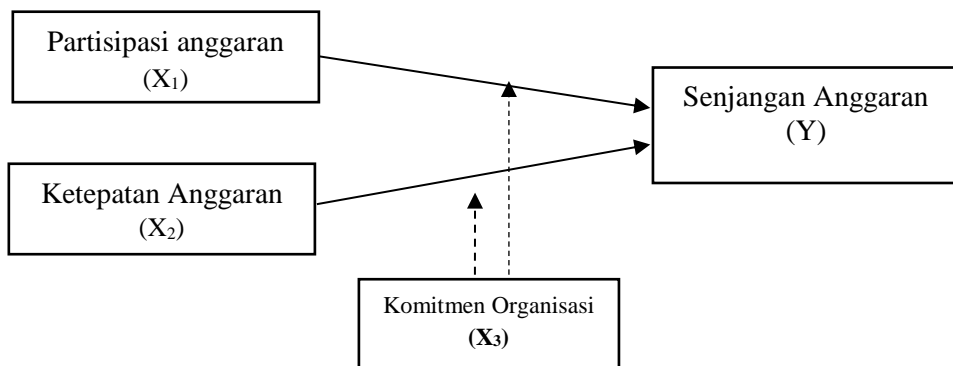 Partisipasi anggaran
(X₁)
Senjangan Anggaran
(Y)
Ketepatan Anggaran
(X₂)
Komitmen Organisasi
(X₃)